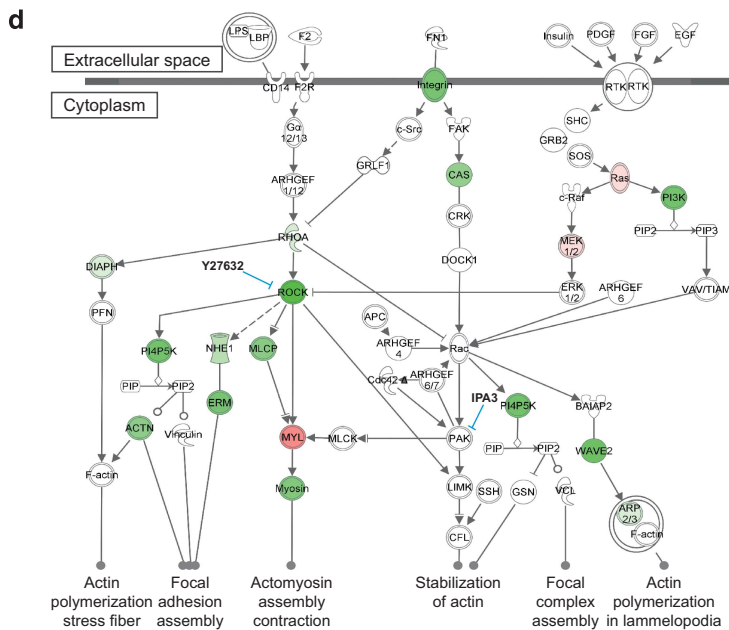 d
LPS
LBP
F2
FN1
Insulin
PDGF
FGF
EGF
Extracellular space
CD14
F2R
Integrin
RTK
RTK
Cytoplasm
Gα
12/13
c-Src
FAK
SHC
GRB2
SOS
GRLF1
ARHGEF
1/12
CAS
Ras
c-Raf
PI3K
CRK
RHOA
MEK
1/2
PIP2
PIP3
DIAPH
Y27632
DOCK1
ROCK
ERK
1/2
ARHGEF
6
VAV/TIAM
PFN
APC
PI4P5K
NHE1
MLCP
ARHGEF
4
Rac
Cdc42
ARHGEF
6/7
PIP
PIP2
ERM
IPA3
PI4P5K
BAIAP2
ACTN
Vinculin
MYL
MLCK
PAK
PIP
PIP2
WAVE2
F-actin
Myosin
LIMK
SSH
GSN
VCL
ARP
2/3
F-actin
CFL
Actin
polymerization
stress fiber
Focal
adhesion
assembly
Actomyosin
assembly
contraction
Stabilization
of actin
Focal
complex
assembly
Actin
polymerization
in lammelopodia